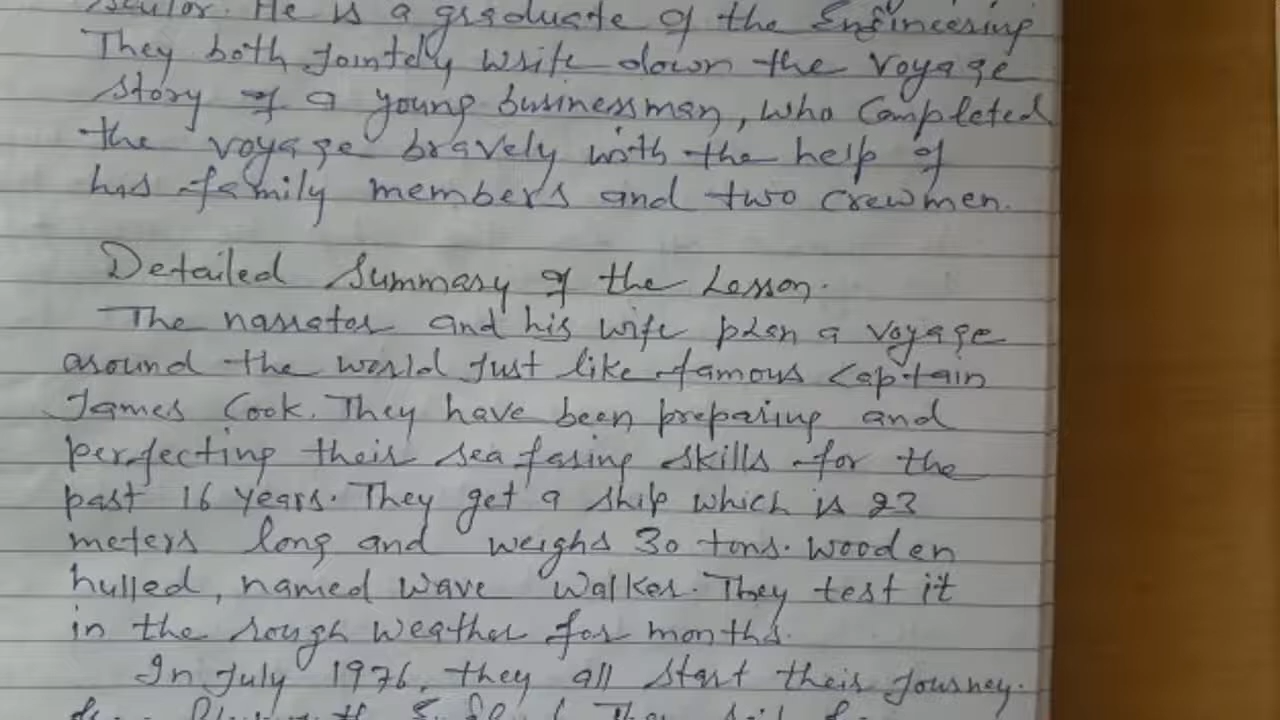 He is a graduate of the Engineering
They both Jointely write down the voyage
story of a young businessman, who completed
the voyage bravely with the help of
his family members and two crewmen.
Detailed Summary of the Lesson.
The narrator and his wife plan a voyage
around the world Just like famous Captain
James Cook. They have been preparing and
perfecting their sea faring skills for the
past 16 years. They get a ship which is 23
meters long and weighs 30 tons. wooden
hulled, named wave Walker. They test it
in the rough weather for months.
In July 1976, they all start their Journey.